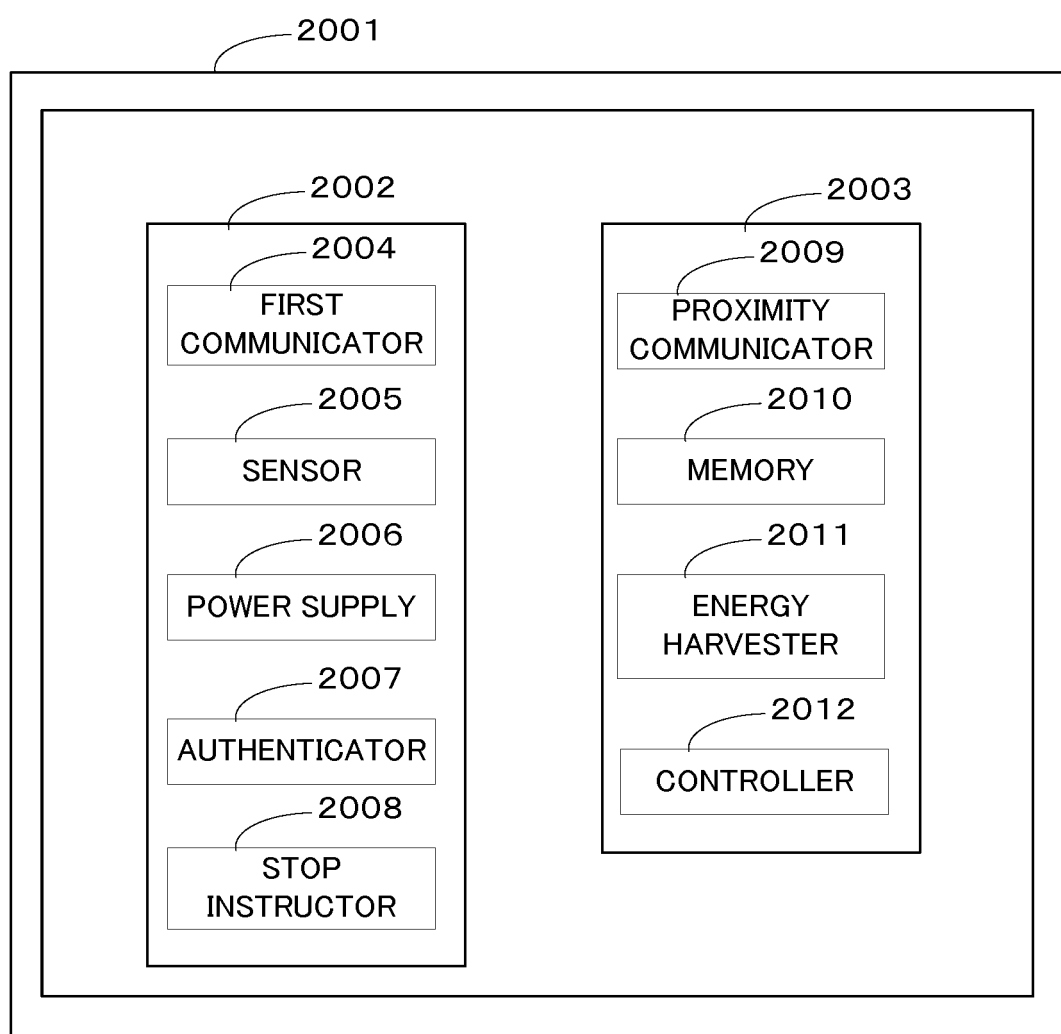 2001
2002
2004
FIRST
COMMUNICATOR
2005
SENSOR
2006
POWER SUPPLY
2007
AUTHENTICATOR
2008
STOP
INSTRUCTOR
2003
2009
PROXIMITY
COMMUNICATOR
2010
MEMORY
2011
ENERGY
HARVESTER
2012
CONTROLLER